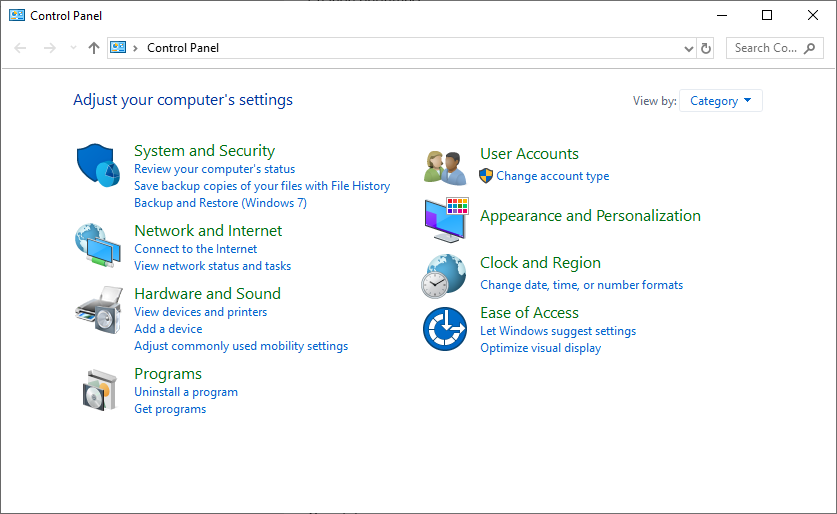 Control Panel
Control Panel
Search Co...
Adjust your computer's settings
View by: Category
System and Security
Review your computer's status
Save backup copies of your files with File History
Backup and Restore (Windows 7)
Network and Internet
Connect to the Internet
View network status and tasks
Hardware and Sound
View devices and printers
Add a device
Adjust commonly used mobility settings
Programs
Uninstall a program
Get programs
User Accounts
Change account type
Appearance and Personalization
Clock and Region
Change date, time, or number formats
Ease of Access
Let Windows suggest settings
Optimize visual display